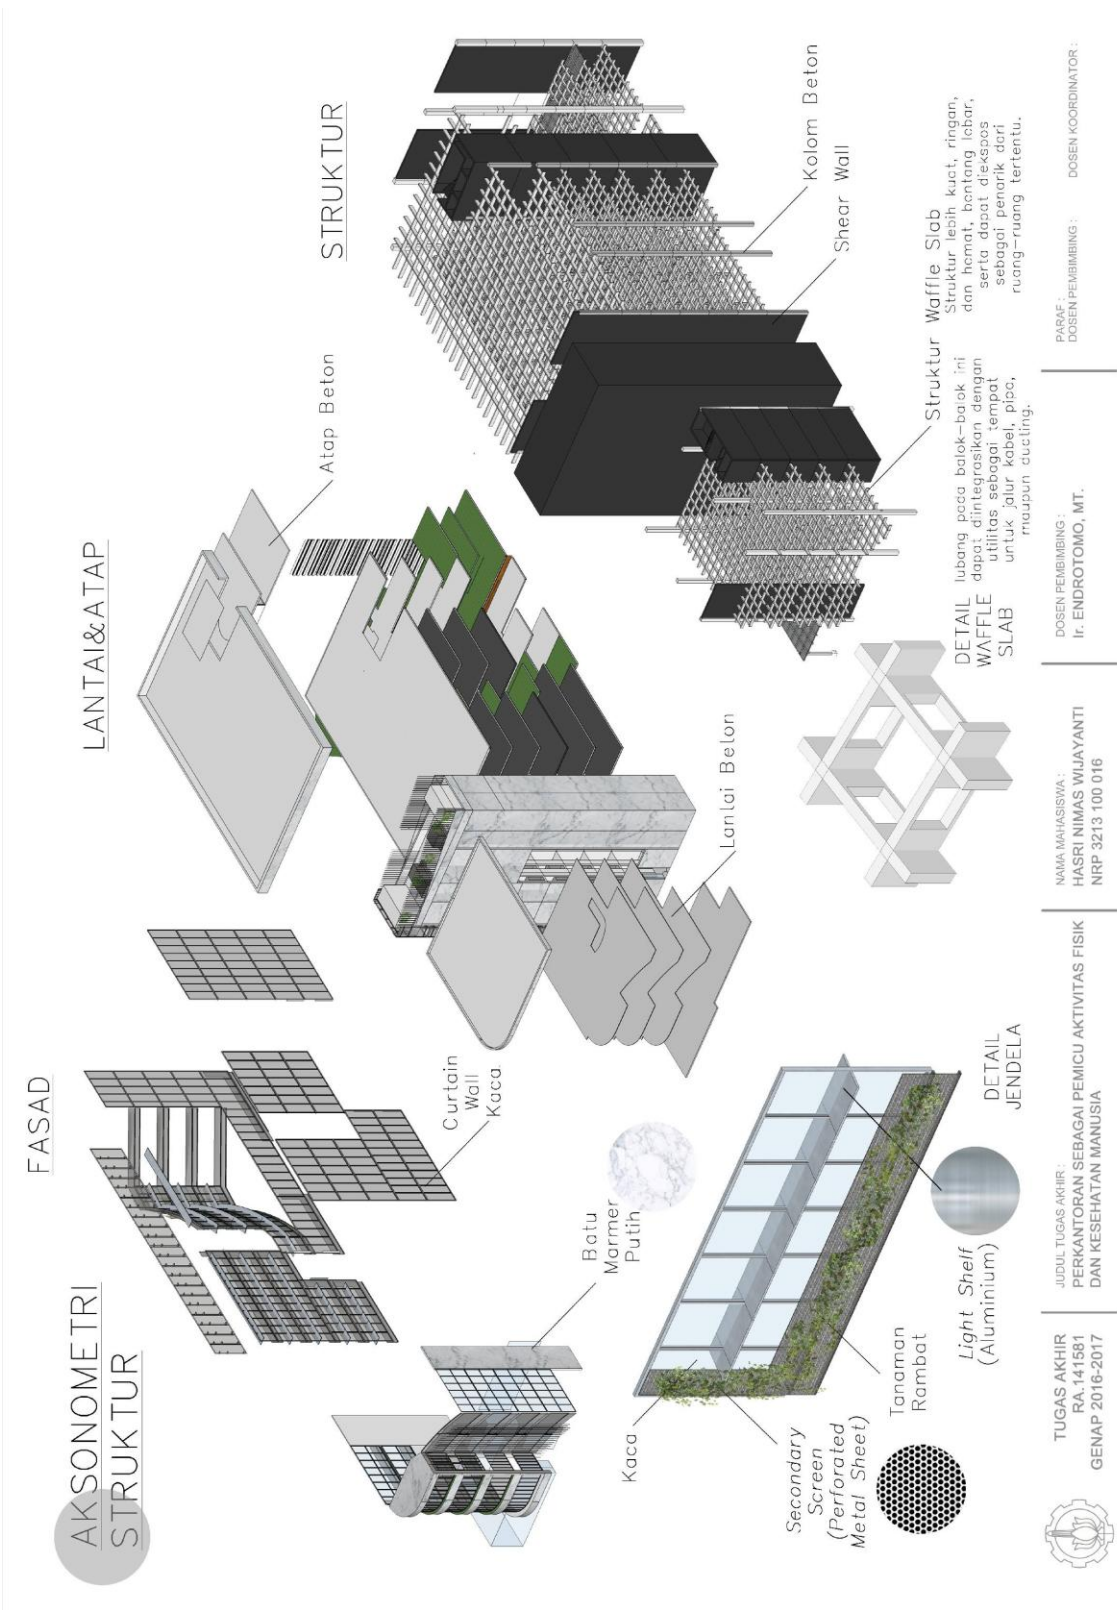 AKSONOMETRI
STRUKTUR
FASAD
Curtain
Wall
Kaca
Batu
Marmer
Putih
LANTAI&ATAP
Atap Beton
Lantai Beton
STRUKTUR
Kolom Beton
Shear Wall
Struktur Waffle Slab
Struktur lebih kuat, ringan,
dan hemat, bentang lebar,
serta dapat diekspos
sebagai penarik dari
ruang-ruang tertentu.
lubang pada balok-balok ini
dapat diintegrasikan dengan
utilitas sebagai tempat
untuk jalur kabel, pipa,
maupun ducting.
DETAIL
WAFFLE
SLAB
Kaca
Secondary
Screen
(Perforated
Metal Sheet)
Tanaman
Rambat
Light Shelf
(Aluminium)
DETAIL
JENDELA
TUGAS AKHIR
RA.141581
GENAP 2016-2017
JUDUL TUGAS AKHIR :
PERKANTORAN SEBAGAI PEMICU AKTIVITAS FISIK
DAN KESEHATAN MANUSIA
NAMA MAHASISWA :
HASRI NIMAS WIJAYANTI
NRP 3213 100 016
DOSEN PEMBIMBING :
Ir. ENDROTOMO, MT.
PARAF :
DOSEN PEMBIMBING :
DOSEN KOORDINATOR :